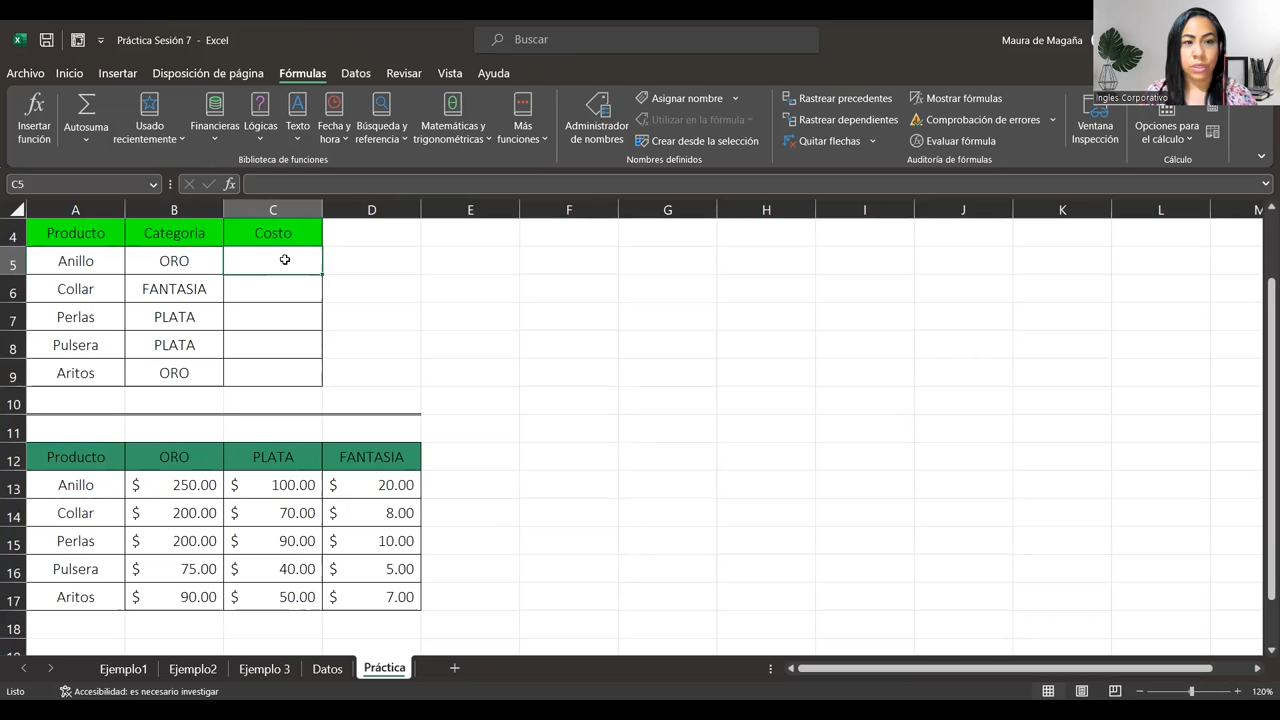 Práctica Sesión 7 - Excel
Buscar
Maura de Magaña
Ingles Corporativo
Archivo Inicio Insertar Disposición de página Fórmulas Datos Revisar Vista Ayuda
Insertar función
Autosuma
Usado recientemente
Financieras
Lógicas
Texto
Fecha y hora
Búsqueda y referencia
Matemáticas y trigonométricas
Más funciones
Biblioteca de funciones
Administrador de nombres
Asignar nombre
Utilizar en la fórmula
Crear desde la selección
Nombres definidos
Rastrear precedentes
Rastrear dependientes
Quitar flechas
Mostrar fórmulas
Comprobación de errores
Evaluar fórmula
Auditoría de fórmulas
Ventana Inspección
Opciones para el cálculo
Cálculo
C5
fx
A B C D E F G H I J K L M
4 Producto Categoria Costo
5 Anillo ORO
6 Collar FANTASIA
7 Perlas PLATA
8 Pulsera PLATA
9 Aritos ORO
10
11
12 Producto ORO PLATA FANTASIA
13 Anillo $ 250.00 $ 100.00 $ 20.00
14 Collar $ 200.00 $ 70.00 $ 8.00
15 Perlas $ 200.00 $ 90.00 $ 10.00
16 Pulsera $ 75.00 $ 40.00 $ 5.00
17 Aritos $ 90.00 $ 50.00 $ 7.00
18
Ejemplo1 Ejemplo2 Ejemplo 3 Datos Práctica
Listo Accesibilidad: es necesario investigar 120%